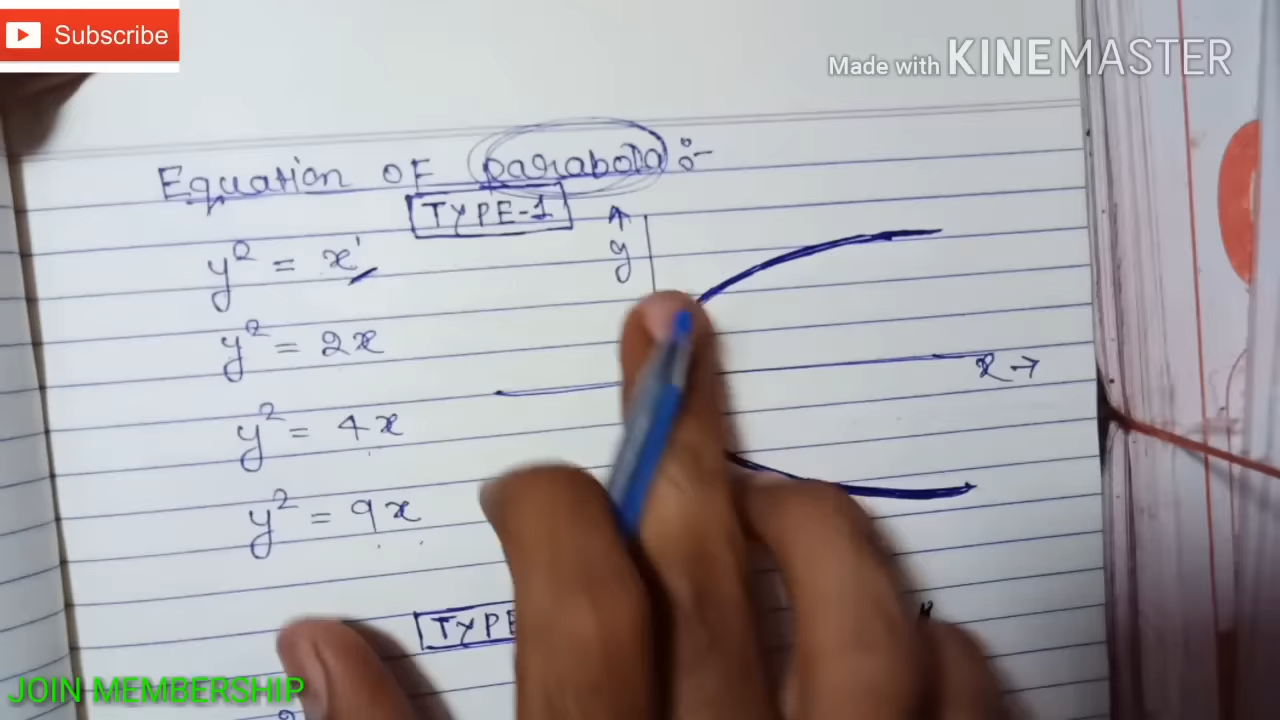 Subscribe
Made with KINEMASTER
Equation OF parabola :-
TYPE-1
y² = x¹
y
y² = 2x
x →
y² = 4x
y² = 9x
TYPE
JOIN MEMBERSHIP